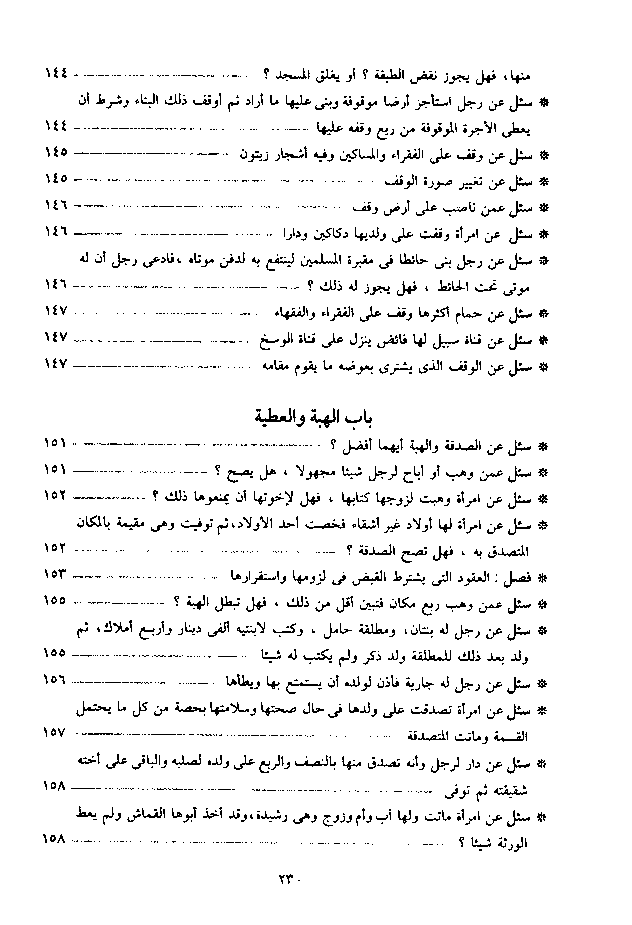 منها، فهل يجوز نقض الطبقة ؟ أو يغلق المسجد ؟ ١٤٤
* سئل عن رجل استأجر أرضا موقوفة وبنى عليها ما أراد ثم أوقف ذلك البناء وشرط أن
يعطى الأجرة الموقوفة من ريع وقفه عليها ١٤٤
* سئل عن وقف على الفقراء والمساكين وفيه أشجار زيتون ١٤٥
* سئل عن تغيير صورة الوقف ١٤٥
* سئل عمن ناصب على أرض وقف ١٤٦
* سئل عن امرأة وقفت على ولديها دكاكين ودارا ١٤٦
* سئل عن رجل بنى حائطا فى مقبرة المسلمين لينتفع به لدفن موتاه ، فادعى رجل أن له
موتى تحت الحائط ، فهل يجوز له ذلك ؟ ١٤٦
* سئل عن حمام أكثرها وقف على الفقراء والفقهاء ١٤٧
* سئل عن قناة سبيل لها فائض ينزل على قناة الوسخ ١٤٧
* سئل عن الوقف الذى يشترى بعوضه ما يقوم مقامه ١٤٧
باب الهبة والعطية
* سئل عن الصدقة والهبة أيهما أفضل ؟ ١٥١
* سئل عمن وهب أو أباح لرجل شيئا مجهولا ، هل يصح ؟ ١٥١
* سئل عن امرأة وهبت لزوجها كتابها ، فهل لإخوتها أن يمنعوها ذلك ؟ ١٥٢
* سئل عن امرأة لها أولاد غير أشقاء فخصت أحد الأولاد، ثم توفيت وهى مقيمة بالمكان
المتصدق به ، فهل تصح الصدقة ؟ ١٥٢
* فصل : العقود التى يشترط القبض فى لزومها واستقرارها ١٥٣
* سئل عمن وهب ربع مكان فتبين أقل من ذلك ، فهل تبطل الهبة ؟ ١٥٥
* سئل عن رجل له بنتان، ومطلقة حامل ، وكتب لابنتيه ألفى دينار وأربع أملاك، ثم
ولد بعد ذلك للمطلقة ولد ذكر ولم يكتب له شيئا ١٥٥
* سئل عن رجل له جارية فأذن لولده أن يستمتع بها ويطأها ١٥٦
* سئل عن امرأة تصدقت على ولدها فى حال صحتها وسلامتها بحصة من كل ما يحتمل
القسمة وماتت المتصدقة ١٥٧
* سئل عن دار لرجل وأنه تصدق منها بالنصف والربع على ولده لصلبه والباقى على أخته
شقيقته ثم توفى ١٥٨
* سئل عن امرأة ماتت ولها أب وأم وزوج وهى رشيدة، وقد أخذ أبوها القماش ولم يعط
الورثة شيئا ؟ ١٥٨
٢٣٠